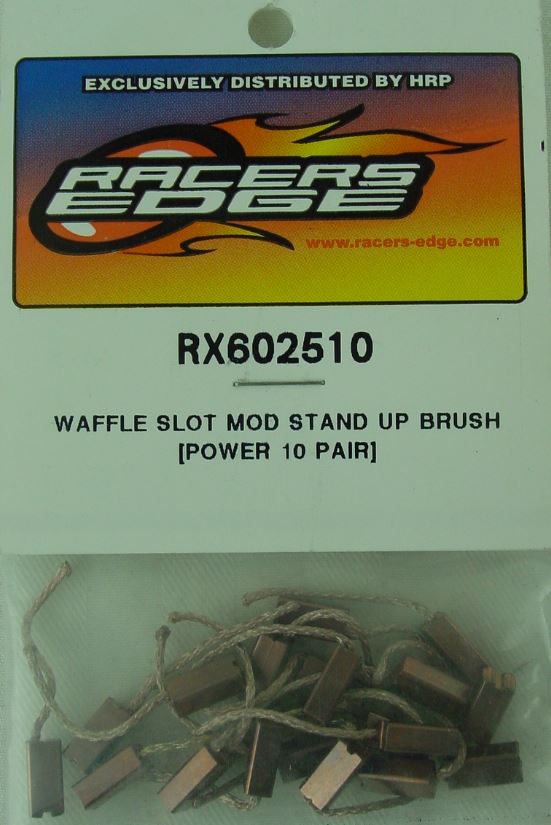 EXCLUSIVELY DISTRIBUTED BY HRP
RACERS
EDGE
www.racers-edge.com
RX602510
WAFFLE SLOT MOD STAND UP BRUSH
[POWER 10 PAIR]